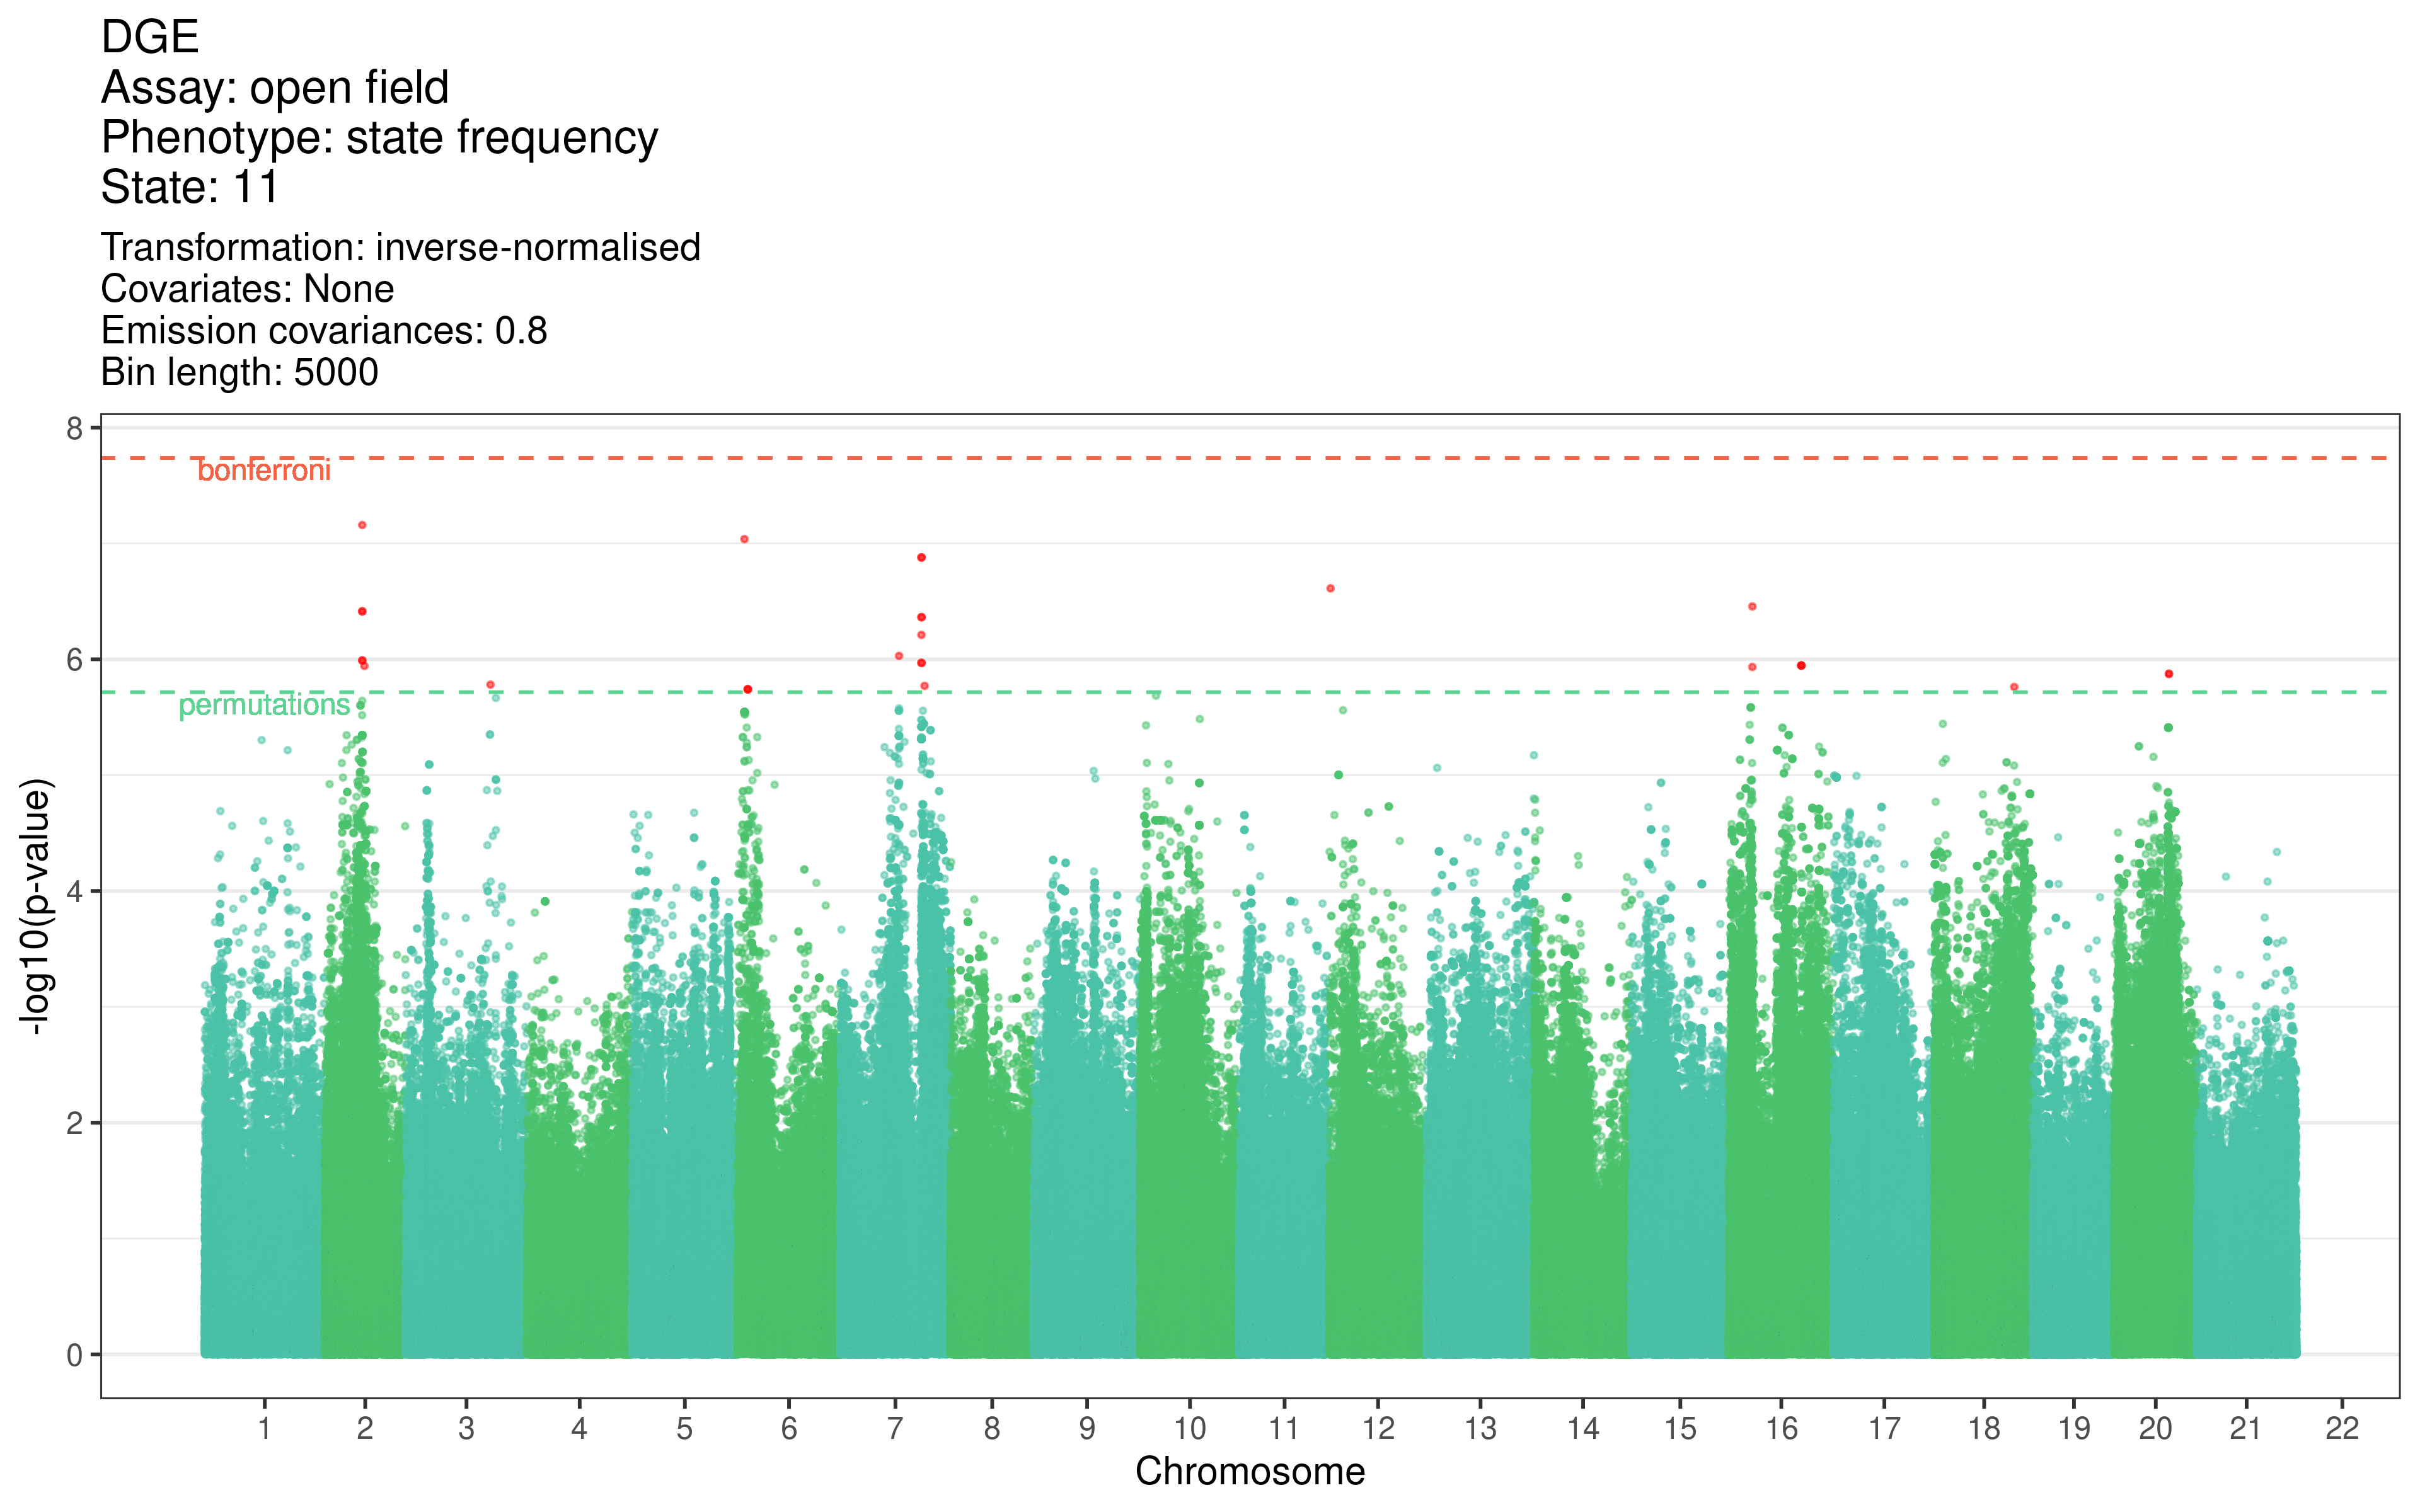 DGE
Assay: open field
Phenotype: state frequency
State: 11
Transformation: inverse-normalised
Covariates: None
Emission covariances: 0.8
Bin length: 5000
8
bonferroni
6
permutations
4
2
0
-log10(p-value)
1 2 3 4 5 6 7 8 9 10 11 12 13 14 15 16 17 18 19 20 21 22
Chromosome